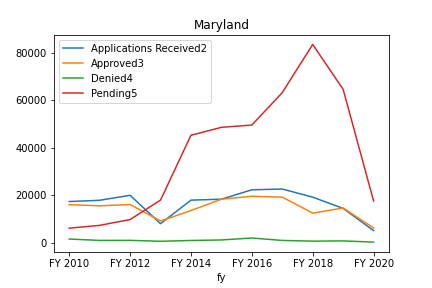 Maryland
Applications Received2
Approved3
Denied4
Pending5
80000
60000
40000
20000
0
FY 2010 FY 2012 FY 2014 FY 2016 FY 2018 FY 2020
fy